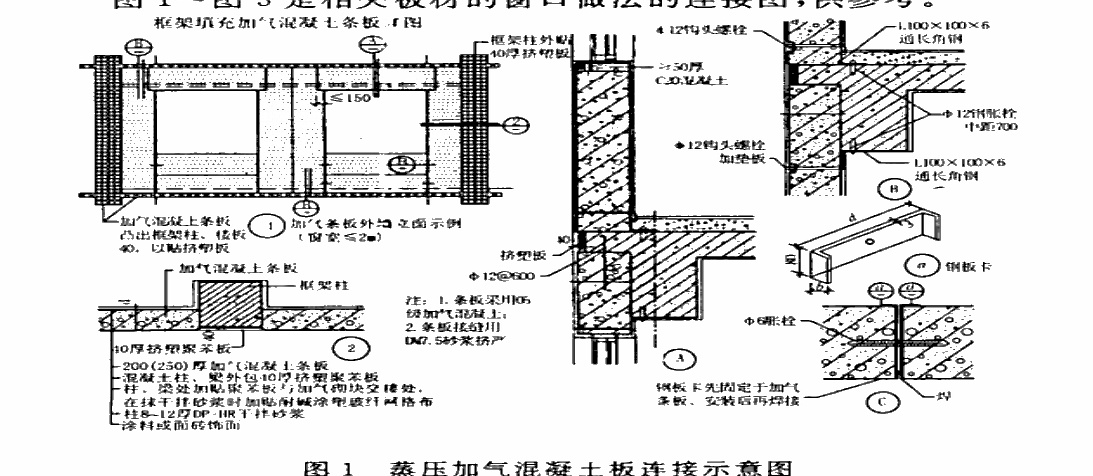 图1~图3是相关板材的窗口做法的连接图,供参考。
框架填充加气混凝土条板 图
B
A
框架柱外贴
40厚挤塑板
≤150
2
B
B
加气混凝土条板
凸出框架柱、楼板
40，以贴挤塑板
1
加气条板外墙立面示例
（窗宽≤2m）
加气混凝土条板
框架柱
40
40厚挤塑聚苯板
2
200(250)厚加气混凝土条板
混凝土柱、梁外包40厚挤塑聚苯板
柱、梁处加贴聚苯板与加气砌块交接处，
在抹干拌砂浆时加贴耐碱涂塑玻纤网格布
柱8~12厚DP-HR干拌砂浆
涂料或面砖饰面
≥50厚
C20混凝土
40
挤塑板
Φ12@600
注：1.条板采用05
级加气混凝土；
2.条板接缝用
DM7.5砂浆挤严
A
Φ12钩头螺栓
L100×100×6
通长角钢
Φ12钢胀栓
中距700
Φ12钩头螺栓
加垫板
L100×100×6
通长角钢
B
a
5
80
b
a
钢板卡
a
a
Φ6胀栓
钢板卡先固定于加气
条板、安装后再焊接
C
焊
图1 蒸压加气混凝土板连接示意图